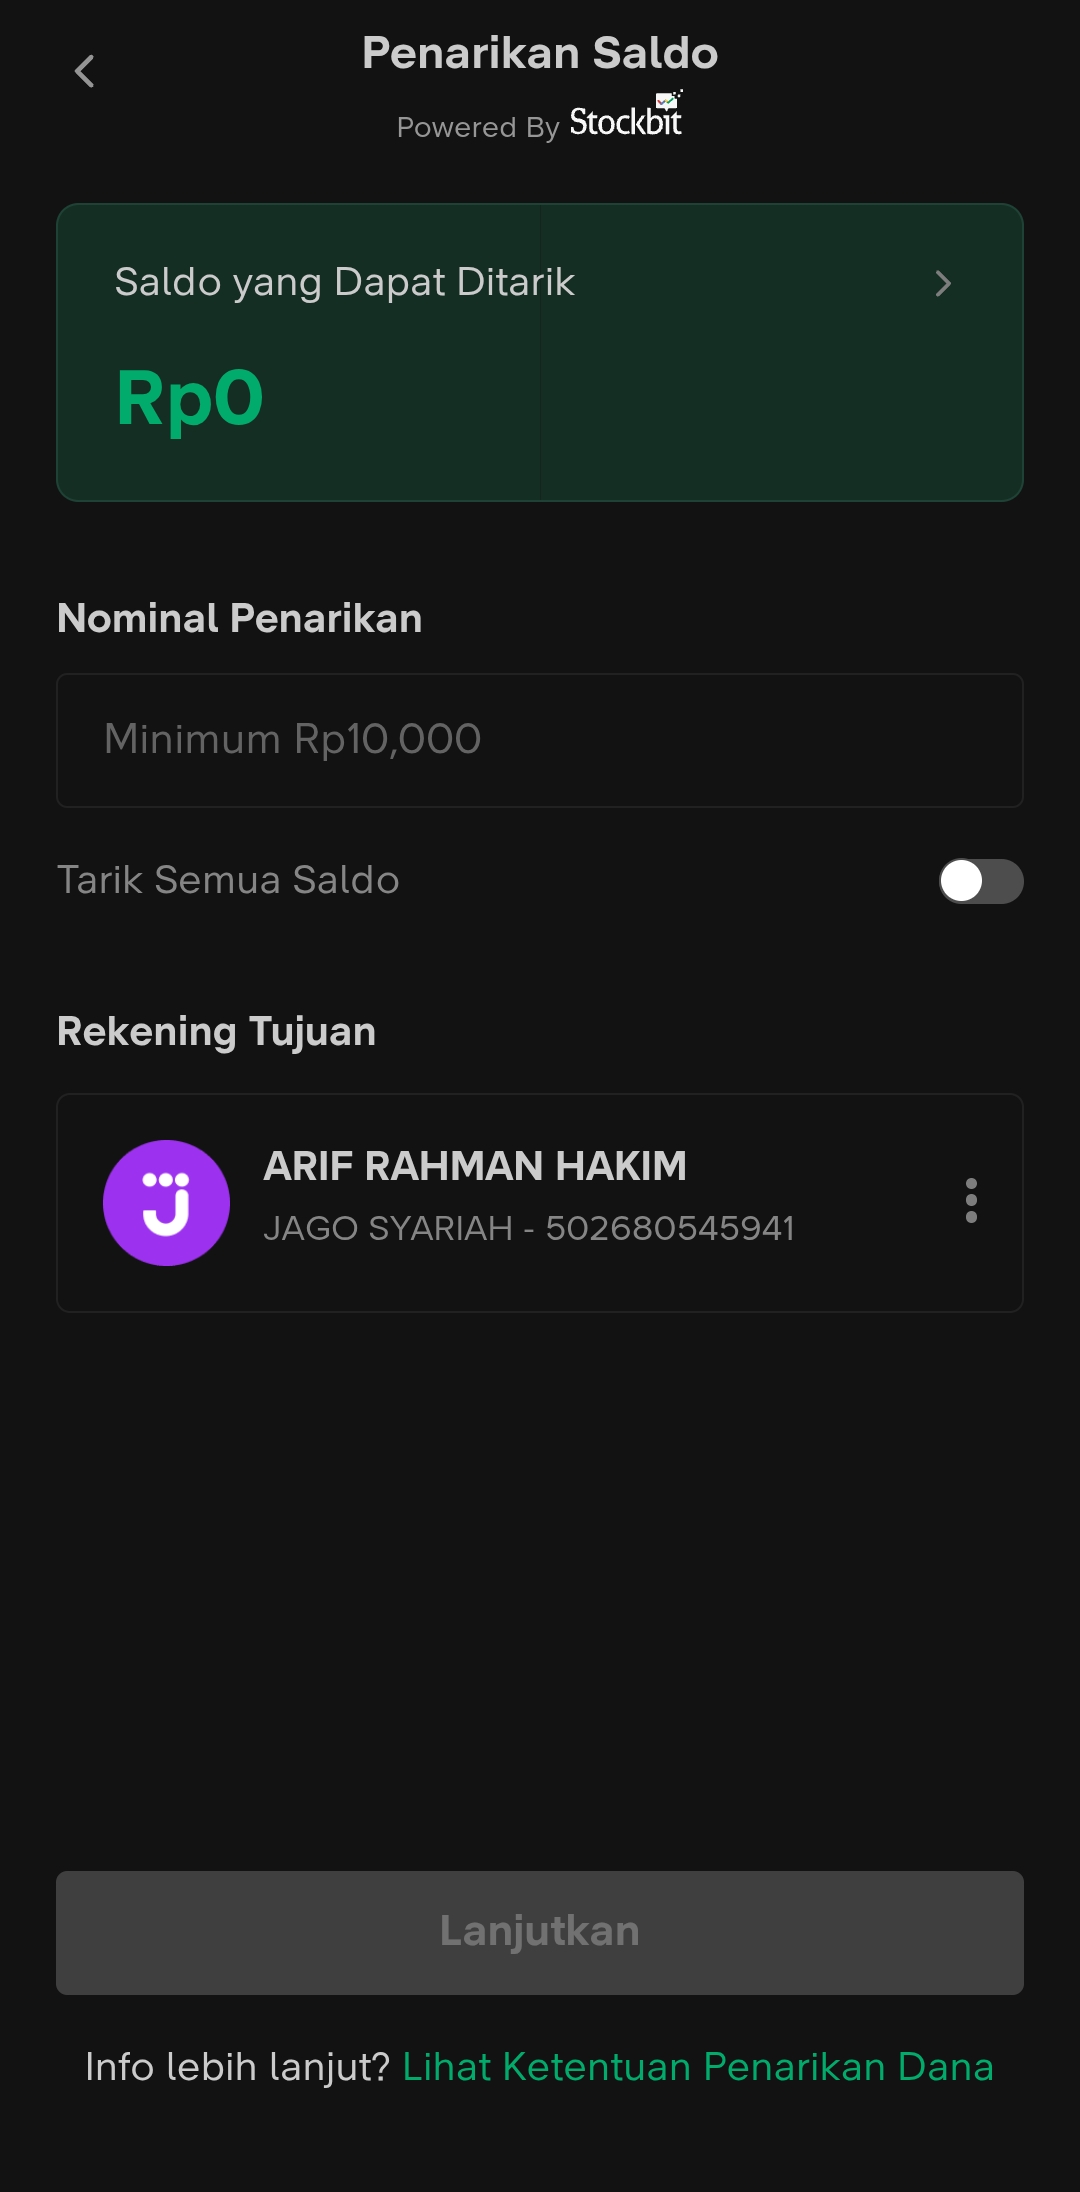 Penarikan Saldo
Powered By Stockbit
Saldo yang Dapat Ditarik
Rp0
Nominal Penarikan
Minimum Rp10,000
Tarik Semua Saldo
Rekening Tujuan
ARIF RAHMAN HAKIM
JAGO SYARIAH - 502680545941
Lanjutkan
Info lebih lanjut? Lihat Ketentuan Penarikan Dana